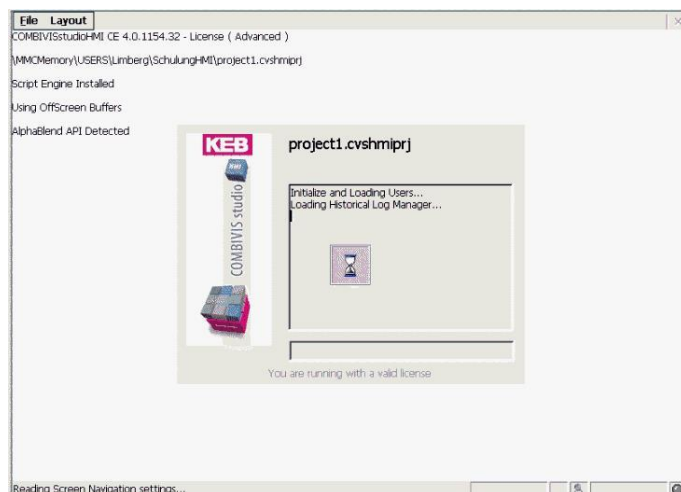 File Layout
COMBIVISstudioHMI CE 4.0.1154.32 - License ( Advanced )
\MMCMemory\USERS\Limberg\SchulungHMI\project1.cvshmiprj
Script Engine Installed
Using OffScreen Buffers
AlphaBlend API Detected
KEB
HMI
COMBIVIS studio
project1.cvshmiprj
Initialize and Loading Users...
Loading Historical Log Manager...
You are running with a valid license
Reading Screen Navigation settings...